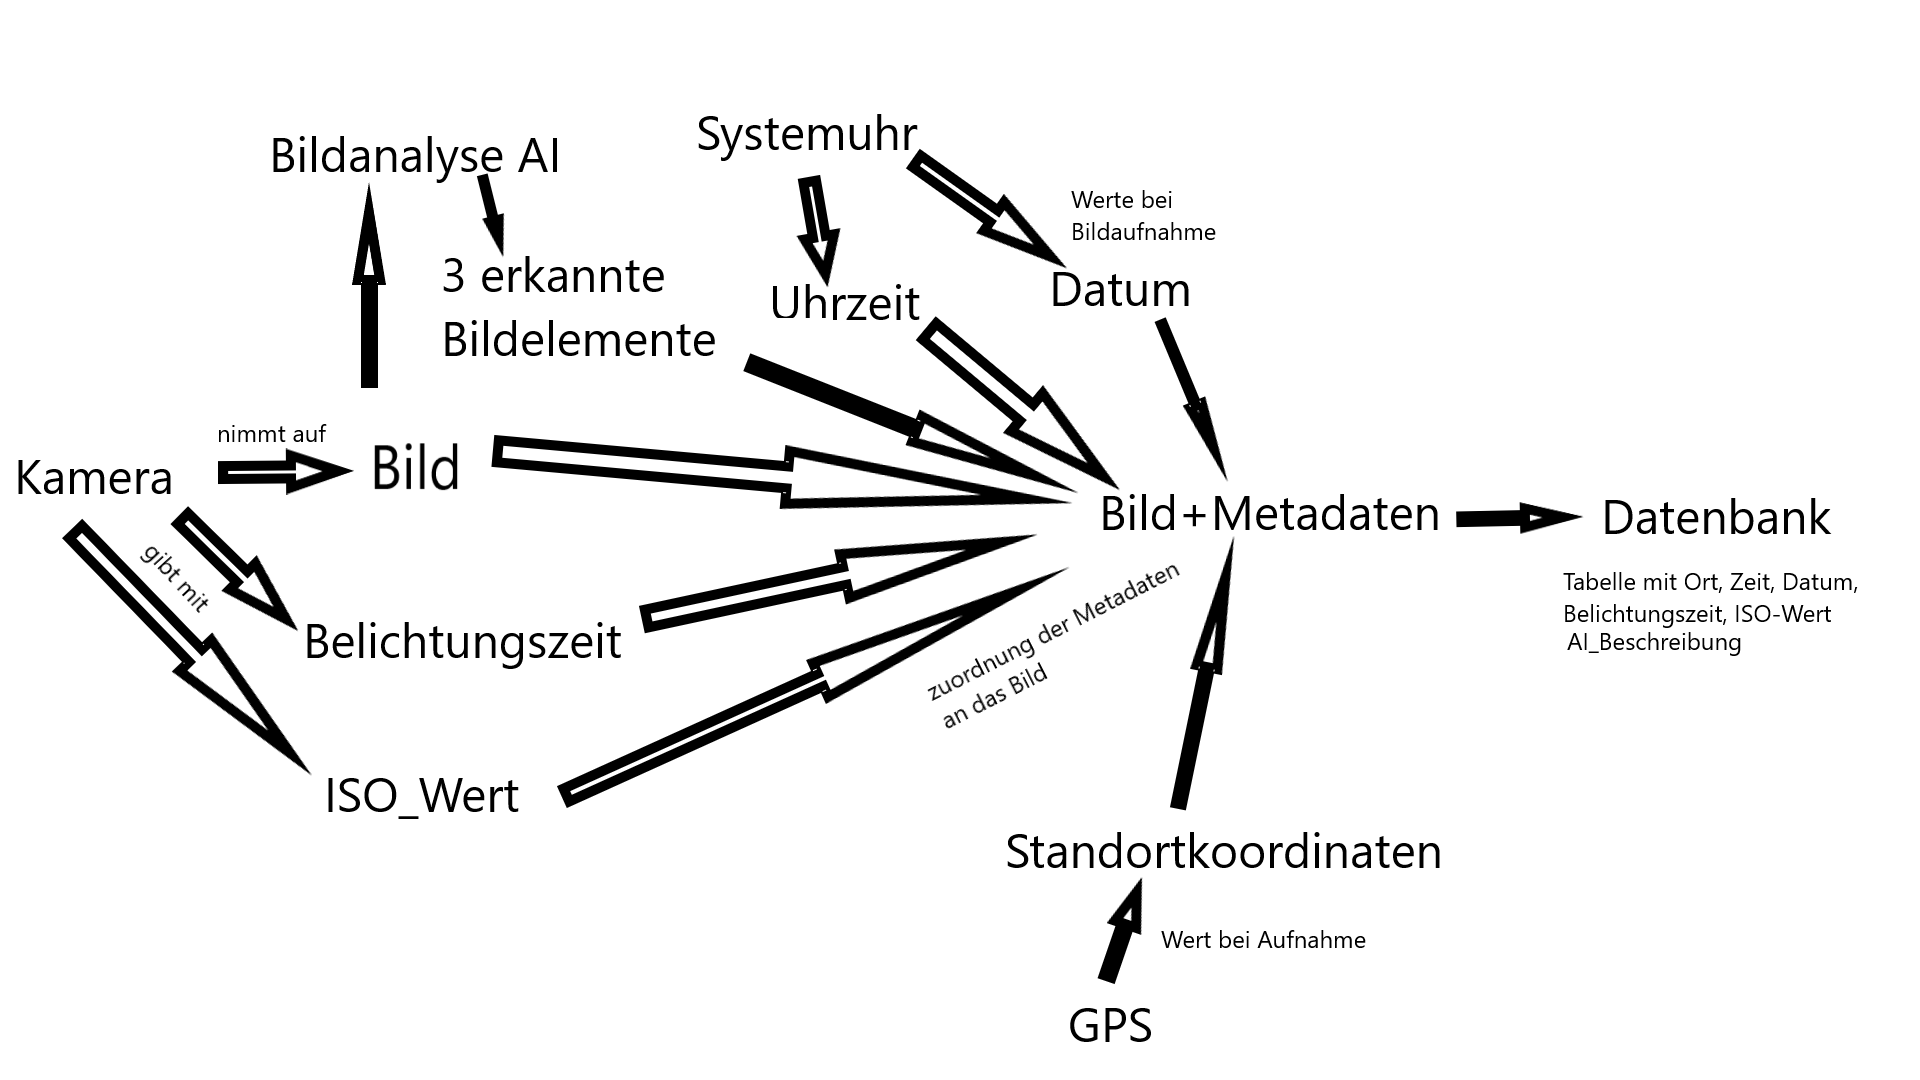 Systemuhr
Bildanalyse AI
Werte bei
Bildaufnahme
3 erkannte
Bildelemente
Uhrzeit
Datum
nimmt auf
Kamera
Bild
Bild+Metadaten
Datenbank
gibt mit
Belichtungszeit
zuordnung der Metadaten
an das Bild
Tabelle mit Ort, Zeit, Datum,
Belichtungszeit, ISO-Wert
AI_Beschreibung
ISO_Wert
Standortkoordinaten
Wert bei Aufnahme
GPS